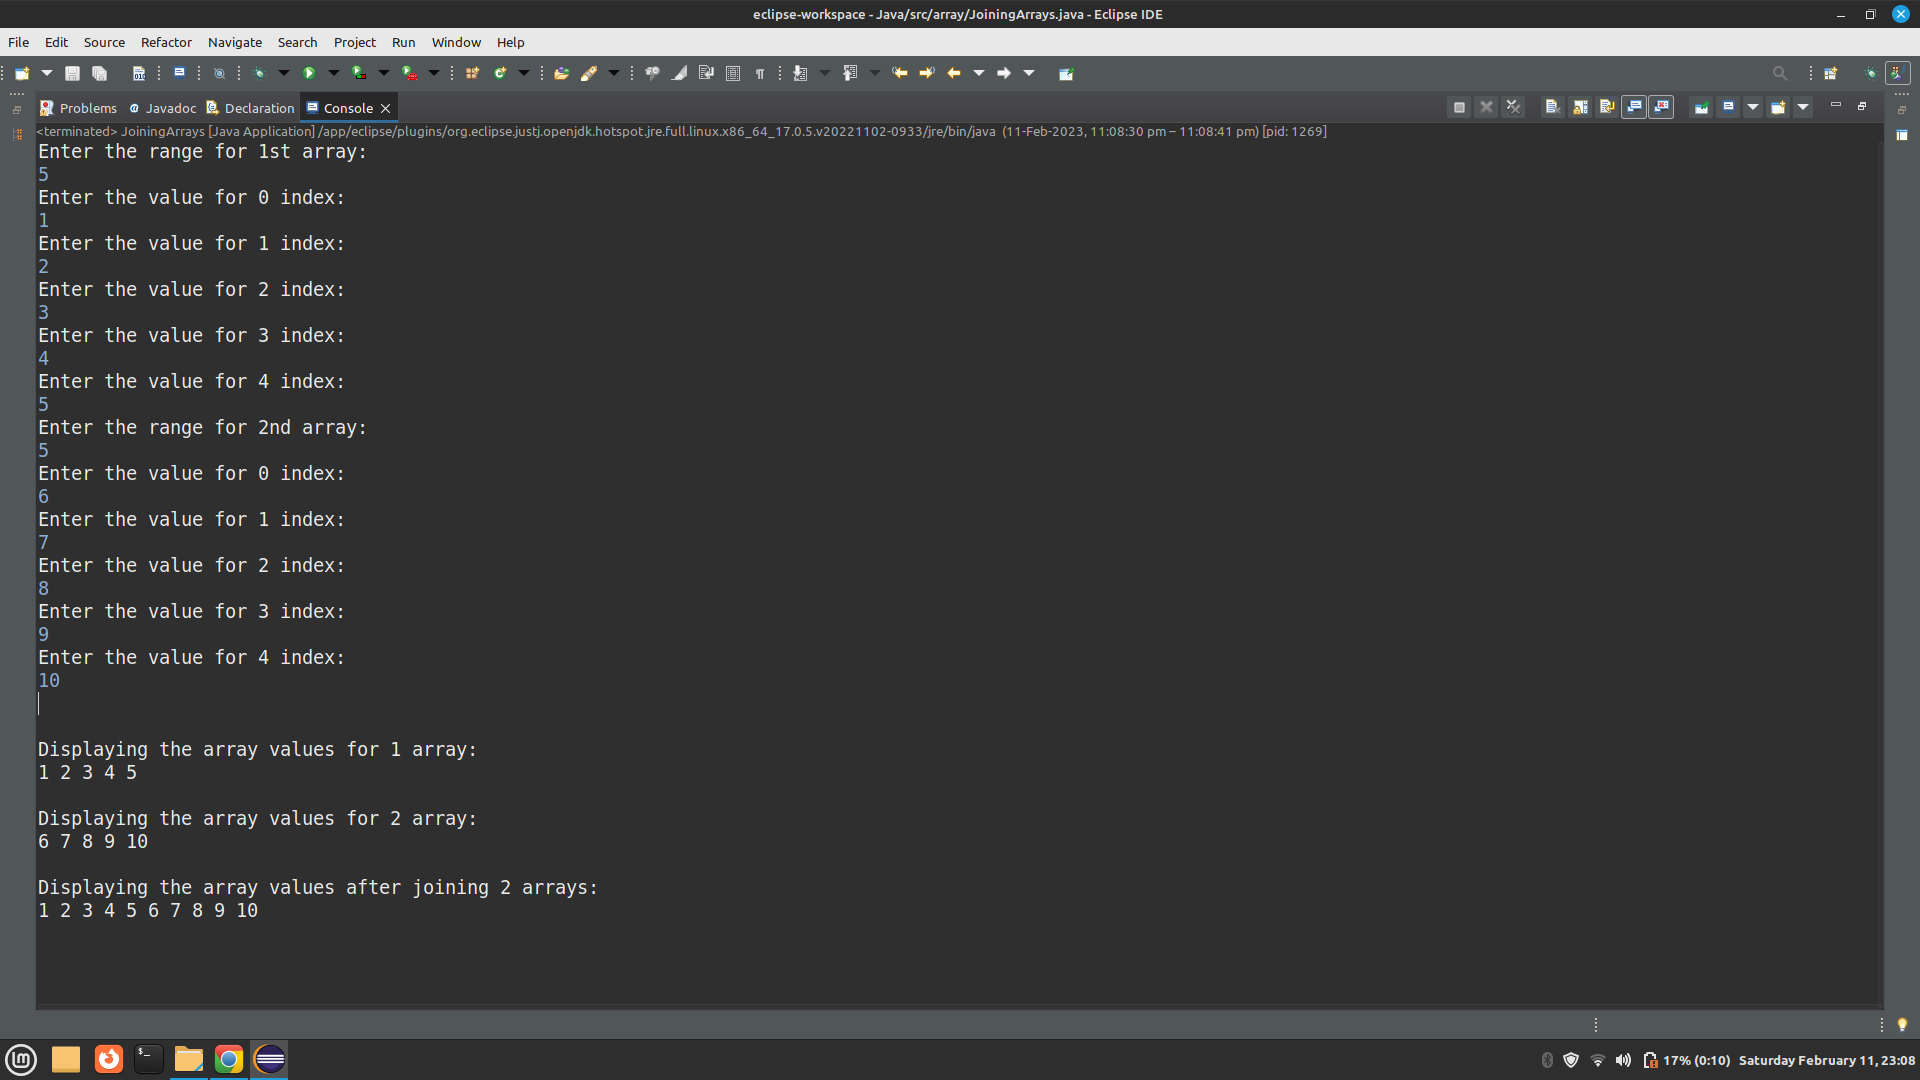 eclipse-workspace - Java/src/array/JoiningArrays.java - Eclipse IDE
File Edit Source Refactor Navigate Search Project Run Window Help
Problems Javadoc Declaration Console
<terminated> JoiningArrays [Java Application] /app/eclipse/plugins/org.eclipse.justj.openjdk.hotspot.jre.full.linux.x86_64_17.0.5.v20221102-0933/jre/bin/java (11-Feb-2023, 11:08:30 pm – 11:08:41 pm) [pid: 1269]
Enter the range for 1st array:
5
Enter the value for 0 index:
1
Enter the value for 1 index:
2
Enter the value for 2 index:
3
Enter the value for 3 index:
4
Enter the value for 4 index:
5
Enter the range for 2nd array:
5
Enter the value for 0 index:
6
Enter the value for 1 index:
7
Enter the value for 2 index:
8
Enter the value for 3 index:
9
Enter the value for 4 index:
10
Displaying the array values for 1 array:
1 2 3 4 5
Displaying the array values for 2 array:
6 7 8 9 10
Displaying the array values after joining 2 arrays:
1 2 3 4 5 6 7 8 9 10
17% (0:10) Saturday February 11, 23:08